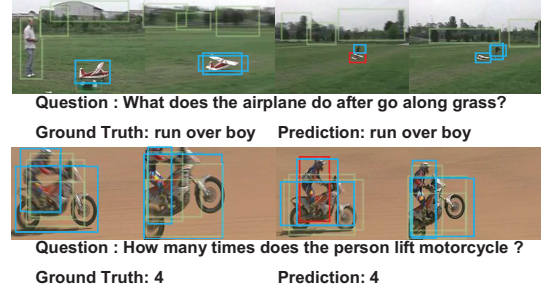 Question : What does the airplane do after go along grass?
Ground Truth: run over boy Prediction: run over boy
Question : How many times does the person lift motorcycle ?
Ground Truth: 4 Prediction: 4